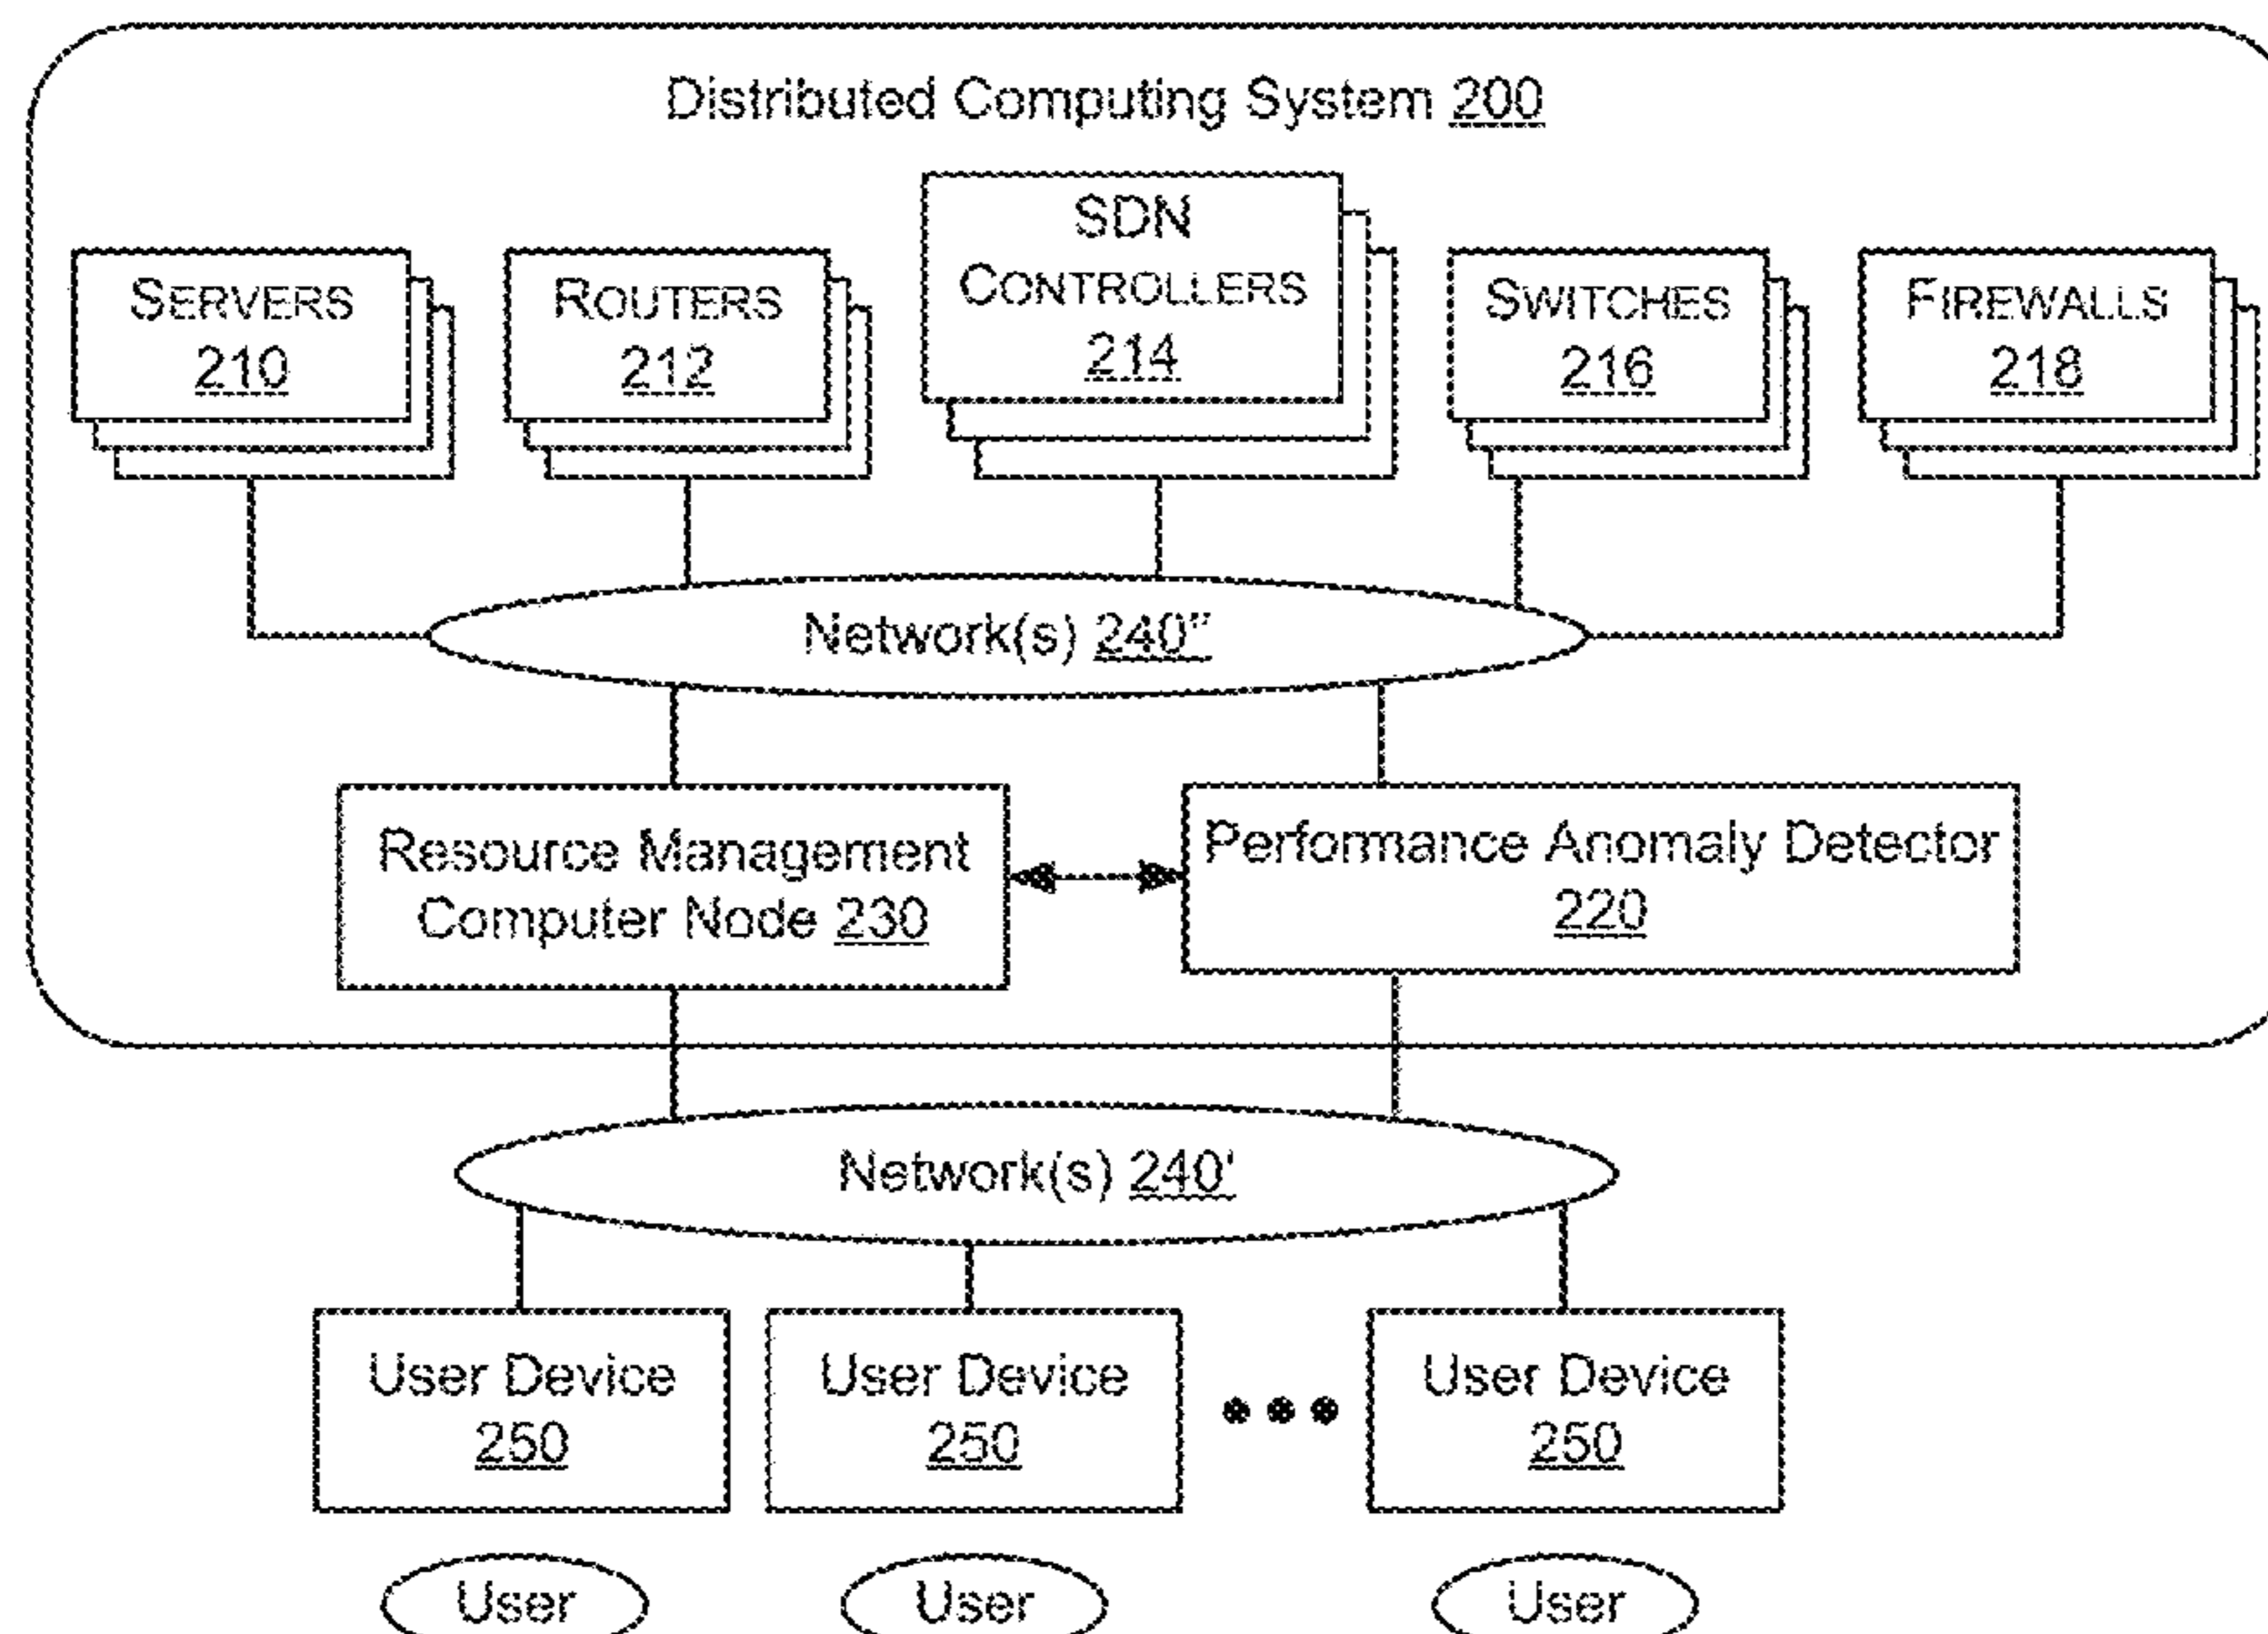 Distributed Computing System 200
SERVERS
210
ROUTERS
212
SDN
CONTROLLERS
214
SWITCHES
216
FIREWALLS
218
Network(s) 240"
Resource Management
Computer Node 230
Performance Anomaly Detector
220
Network(s) 240'
User Device
250
User Device
250
User Device
250
User
User
User